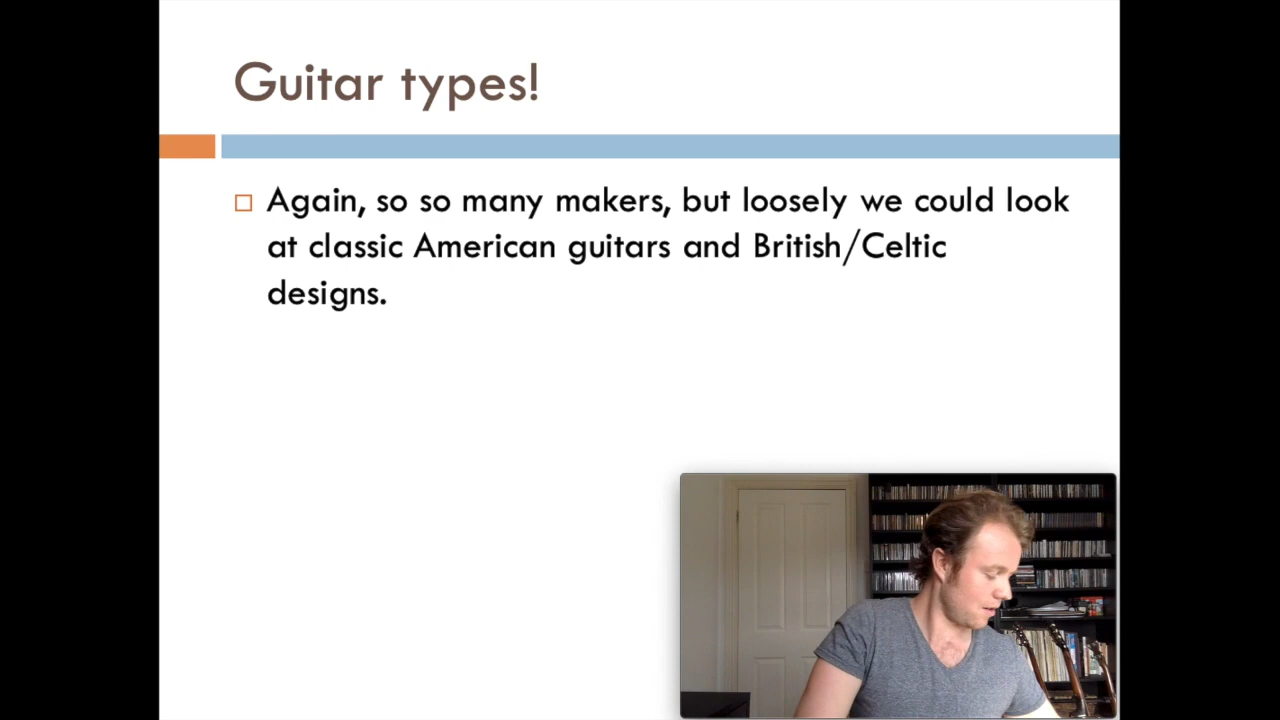 Guitar types!
Again, so so many makers, but loosely we could look
at classic American guitars and British/Celtic
designs.